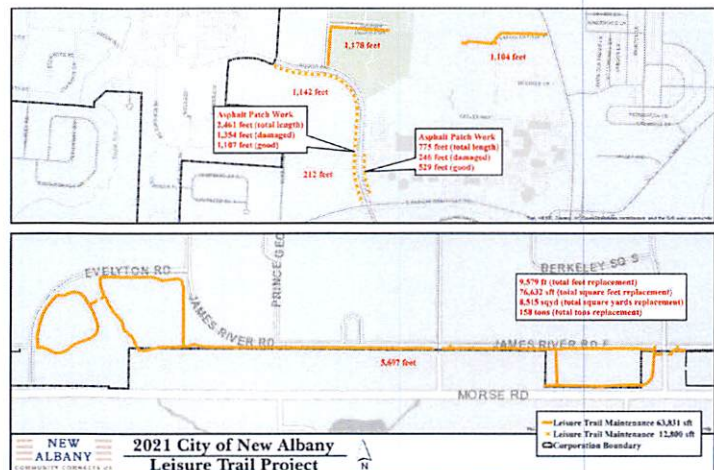 1,178 feet
1,104 feet
1,142 feet
Asphalt Patch Work
2,461 feet (total length)
1,354 feet (damaged)
1,107 feet (good)
Asphalt Patch Work
775 feet (total length)
246 feet (damaged)
529 feet (good)
212 feet
EVELYTON RD
PRINCE GEO
BERKELEY SQ S
9,579 ft (total feet replacement)
76,632 sft (total square feet replacement)
8,515 sqyd (total square yards replacement)
158 tons (total tons replacement)
JAMES RIVER RD
JAMES RIVER RD E
5,697 feet
MORSE RD
Leisure Trail Maintenance 63,831 sft
Leisure Trail Maintenance 12,800 sft
Corporation Boundary
NEW
ALBANY
COMMUNITY CONNECTS US
2021 City of New Albany
Leisure Trail Project
N